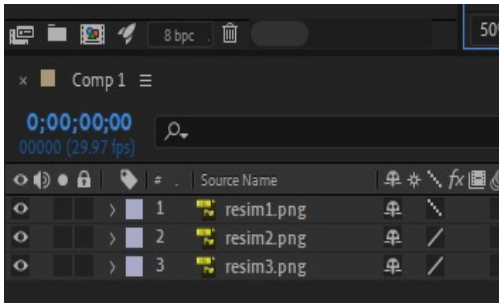 8 bpc
50
Comp 1
0;00;00;00
00000 (29.97 fps)
# . Source Name fx
1 resim1.png
2 resim2.png
3 resim3.png